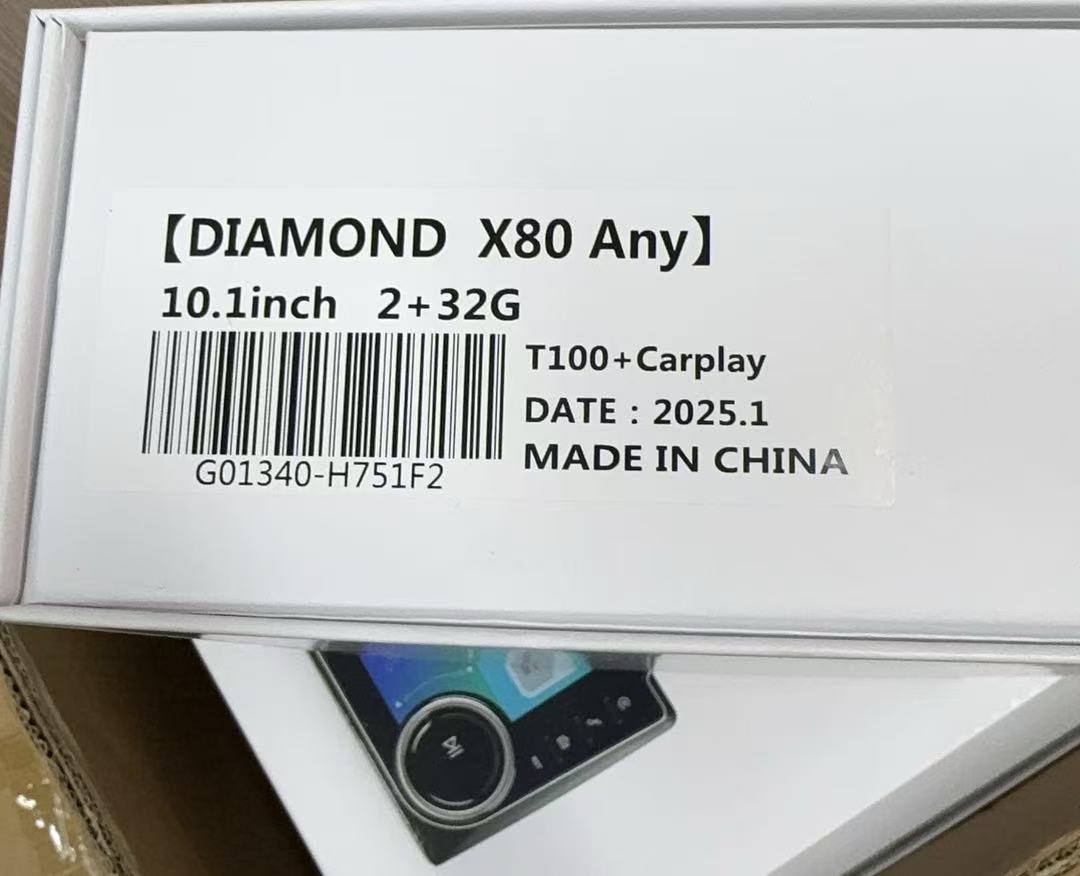 【DIAMOND X80 Any】
10.1inch 2+32G
T100+Carplay
DATE : 2025.1
MADE IN CHINA
G01340-H751F2